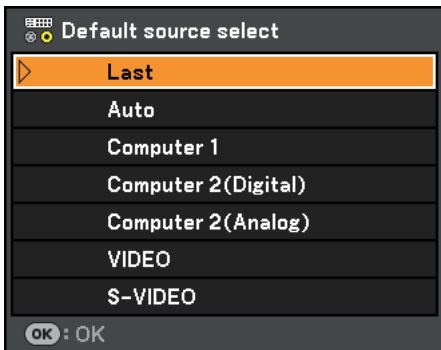 Default source select
Last
Auto
Computer 1
Computer 2(Digital)
Computer 2(Analog)
VIDEO
S-VIDEO
OK : OK